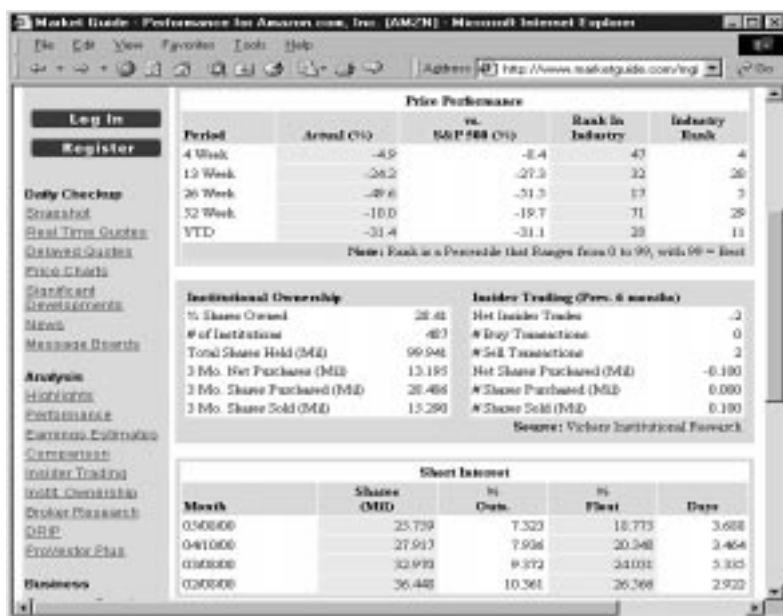 Market Guide - Performance for Amazon.com, Inc. [AMZN] - Microsoft Internet Explorer
File Edit View Favorites Tools Help
Address http://www.marketguide.com/mgi Go
Log In
Register
Daily Checkup
Snapshot
Real Time Quotes
Delayed Quotes
Price Charts
Significant
Developments
News
Message Boards
Analysis
Highlights
Performance
Earnings Estimates
Comparison
Insider Trading
Instit. Ownership
Broker Research
DRIP
ProVestor Plus
Business
Price Performance
Period Actual (%) vs. S&P 500 (%) Rank In Industry Industry Rank
4 Week -4.9 -8.4 47 4
13 Week -24.2 -27.3 32 28
26 Week -49.6 13
52 Week -10.0 -19.7 71 29
YTD -31.4 -31.1 11
Note: Rank is a Percentile that Ranges from 0 to 99, with 99 = Best
Institutional Ownership
% Shares Owned 28.41
# of Institutions 487
Total Shares Held (Mil) 99.941
3 Mo. Net Purchases (Mil) 13.195
3 Mo. Shares Purchased (Mil) 28.486
3 Mo. Shares Sold (Mil) 15.290
Insider Trading (Prev. 6 months)
Net Insider Trades -2
# Buy Transactions 0
# Sell Transactions 2
Net Shares Purchased (Mil) -0.100
# Shares Purchased (Mil) 0.000
# Shares Sold (Mil) 0.100
Source: Vickers Institutional Research
Short Interest
Month Shares (Mil) % Outs. % Float Days
05/08/00 25.759 7.323 18.775 3.688
04/10/00 27.917 7.936 20.348 3.464
03/08/00 32.970 9.372 24.031 5.335
02/08/00 36.448 10.361 26.566 2.922